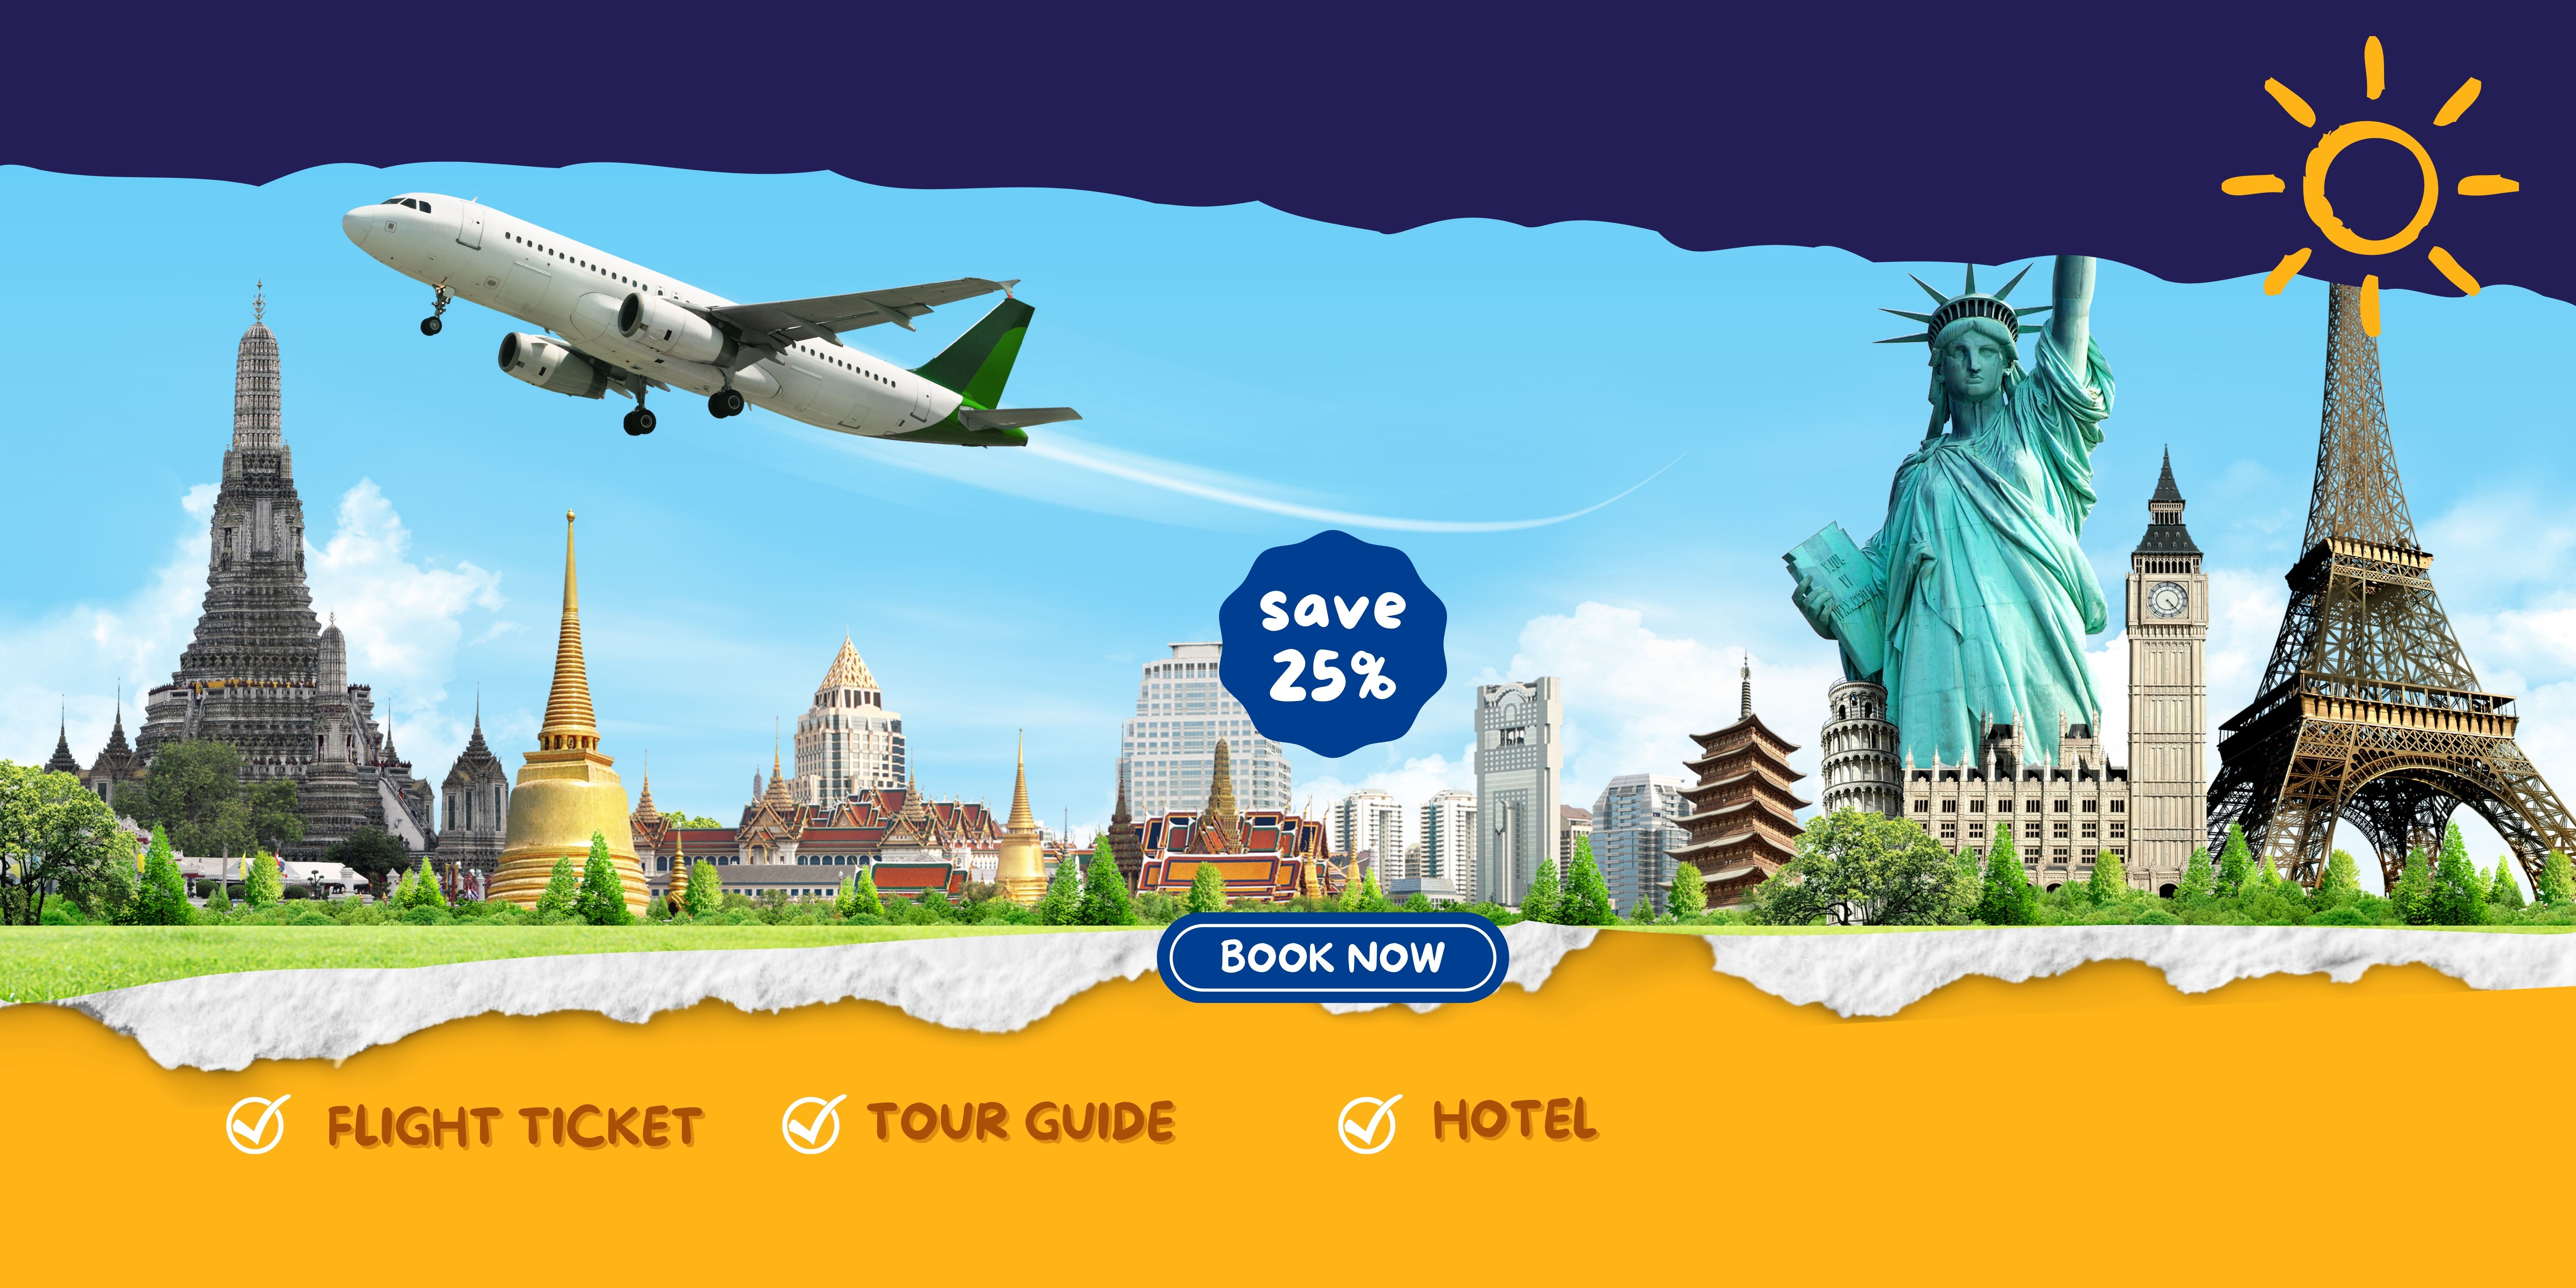 save
25%
BOOK NOW
FLIGHT TICKET
TOUR GUIDE
HOTEL